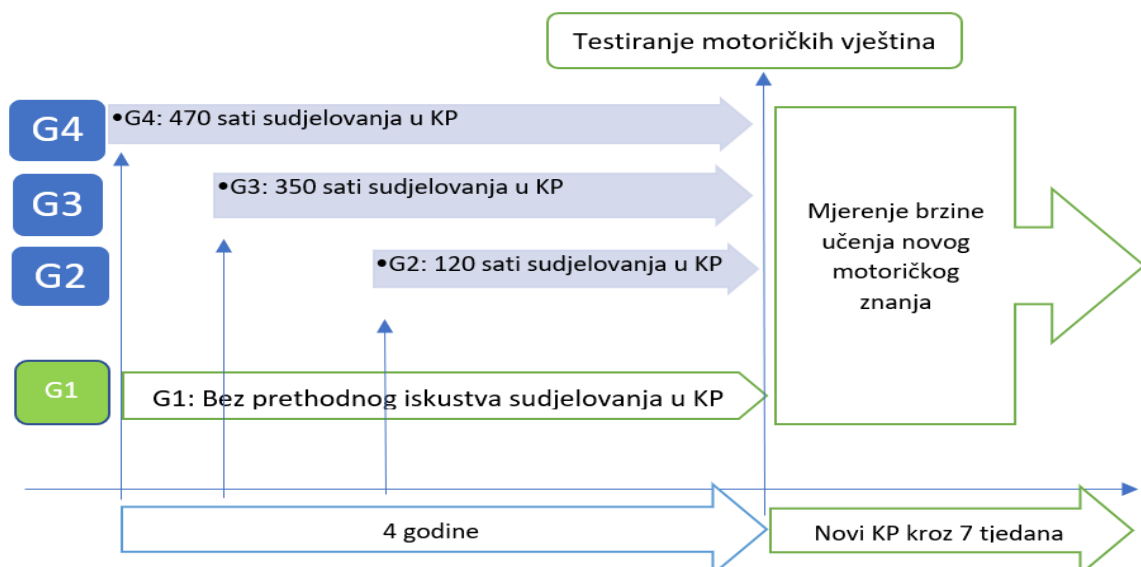 Testiranje motoričkih vještina
G4
•G4: 470 sati sudjelovanja u KP
G3
•G3: 350 sati sudjelovanja u KP
G2
•G2: 120 sati sudjelovanja u KP
G1
G1: Bez prethodnog iskustva sudjelovanja u KP
Mjerenje brzine
učenja novog
motoričkog
znanja
4 godine
Novi KP kroz 7 tjedana